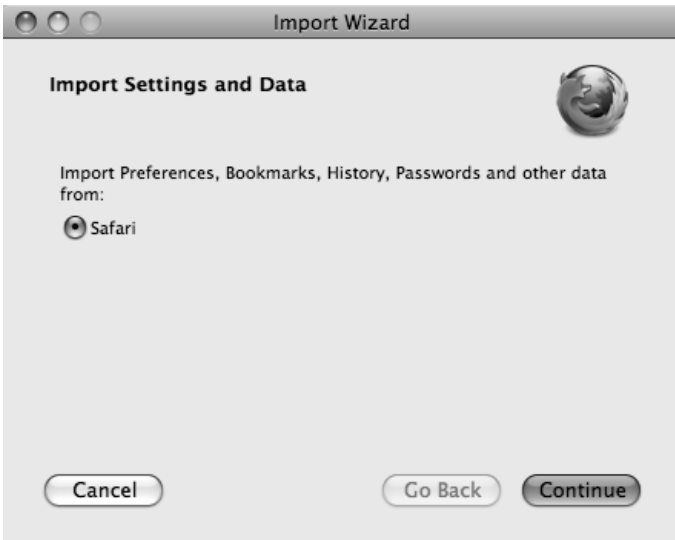 Import Wizard
Import Settings and Data
Import Preferences, Bookmarks, History, Passwords and other data
from:
Safari
Cancel
Go Back
Continue